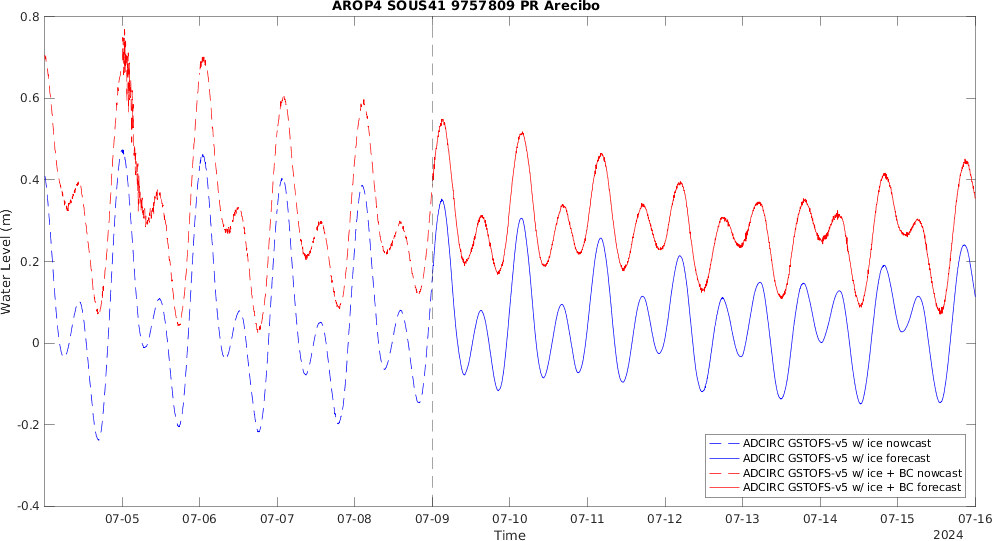 AROP4 SOUS41 9757809 PR Arecibo
0.8
0.6
0.4
0.2
0
-0.2
-0.4
Water Level (m)
ADCIRC GSTOFS-v5 w/ ice nowcast
ADCIRC GSTOFS-v5 w/ ice forecast
ADCIRC GSTOFS-v5 w/ ice + BC nowcast
ADCIRC GSTOFS-v5 w/ ice + BC forecast
07-05 07-06 07-07 07-08 07-09 07-10 07-11 07-12 07-13 07-14 07-15 07-16
Time
2024